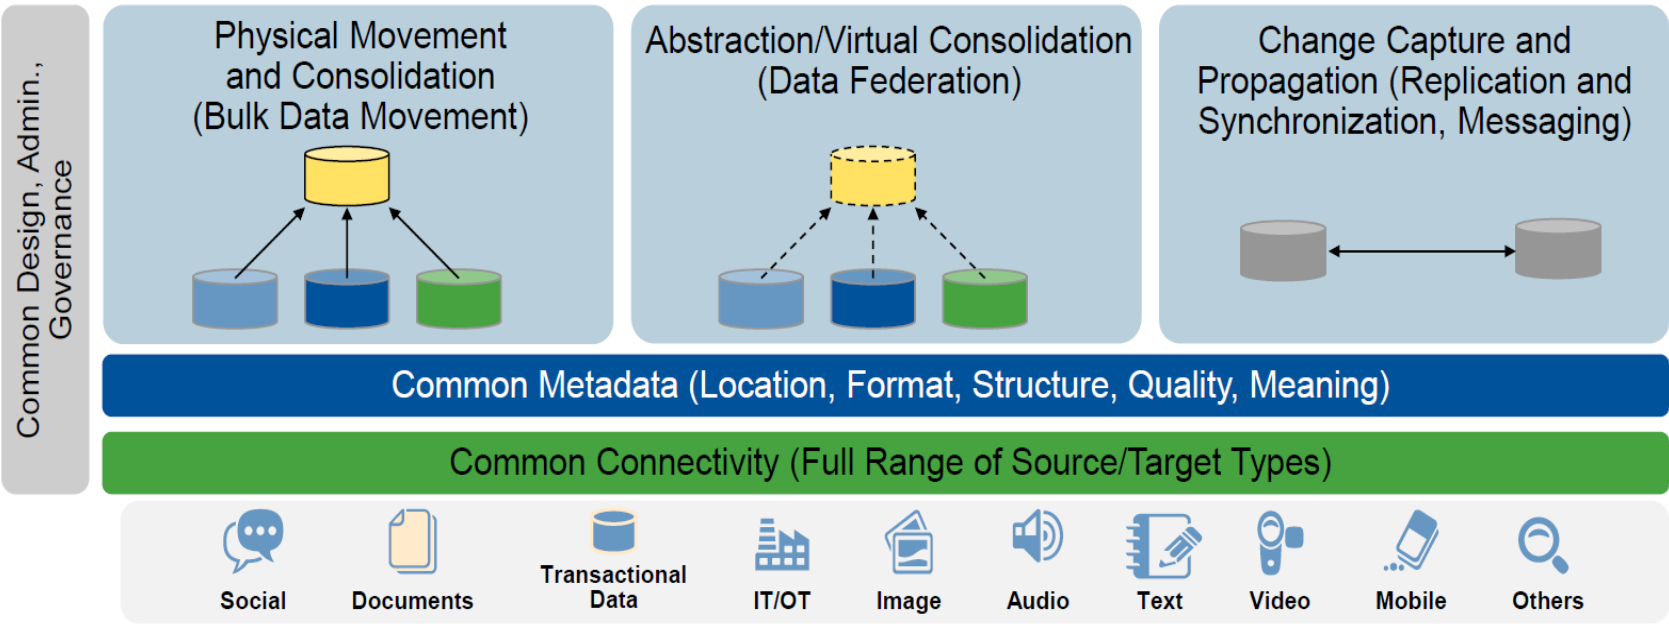 Common Design, Admin.,
Governance
Physical Movement
and Consolidation
(Bulk Data Movement)
Abstraction/Virtual Consolidation
(Data Federation)
Change Capture and
Propagation (Replication and
Synchronization, Messaging)
Common Metadata (Location, Format, Structure, Quality, Meaning)
Common Connectivity (Full Range of Source/Target Types)
Social
Documents
Transactional
Data
IT/OT
Image
Audio
Text
Video
Mobile
Others